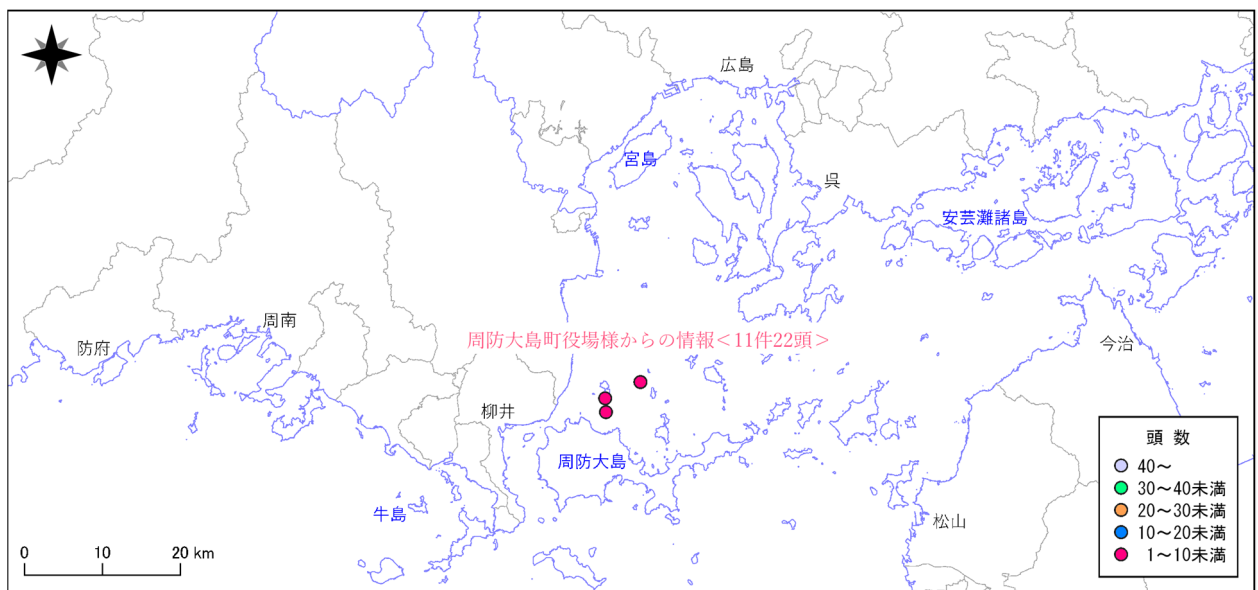 広島
宮島
呉
安芸灘諸島
周南
防府
周防大島町役場様からの情報＜11件22頭＞
今治
柳井
周防大島
牛島
松山
0 10 20 km
頭 数
40～
30～40未満
20～30未満
10～20未満
1～10未満